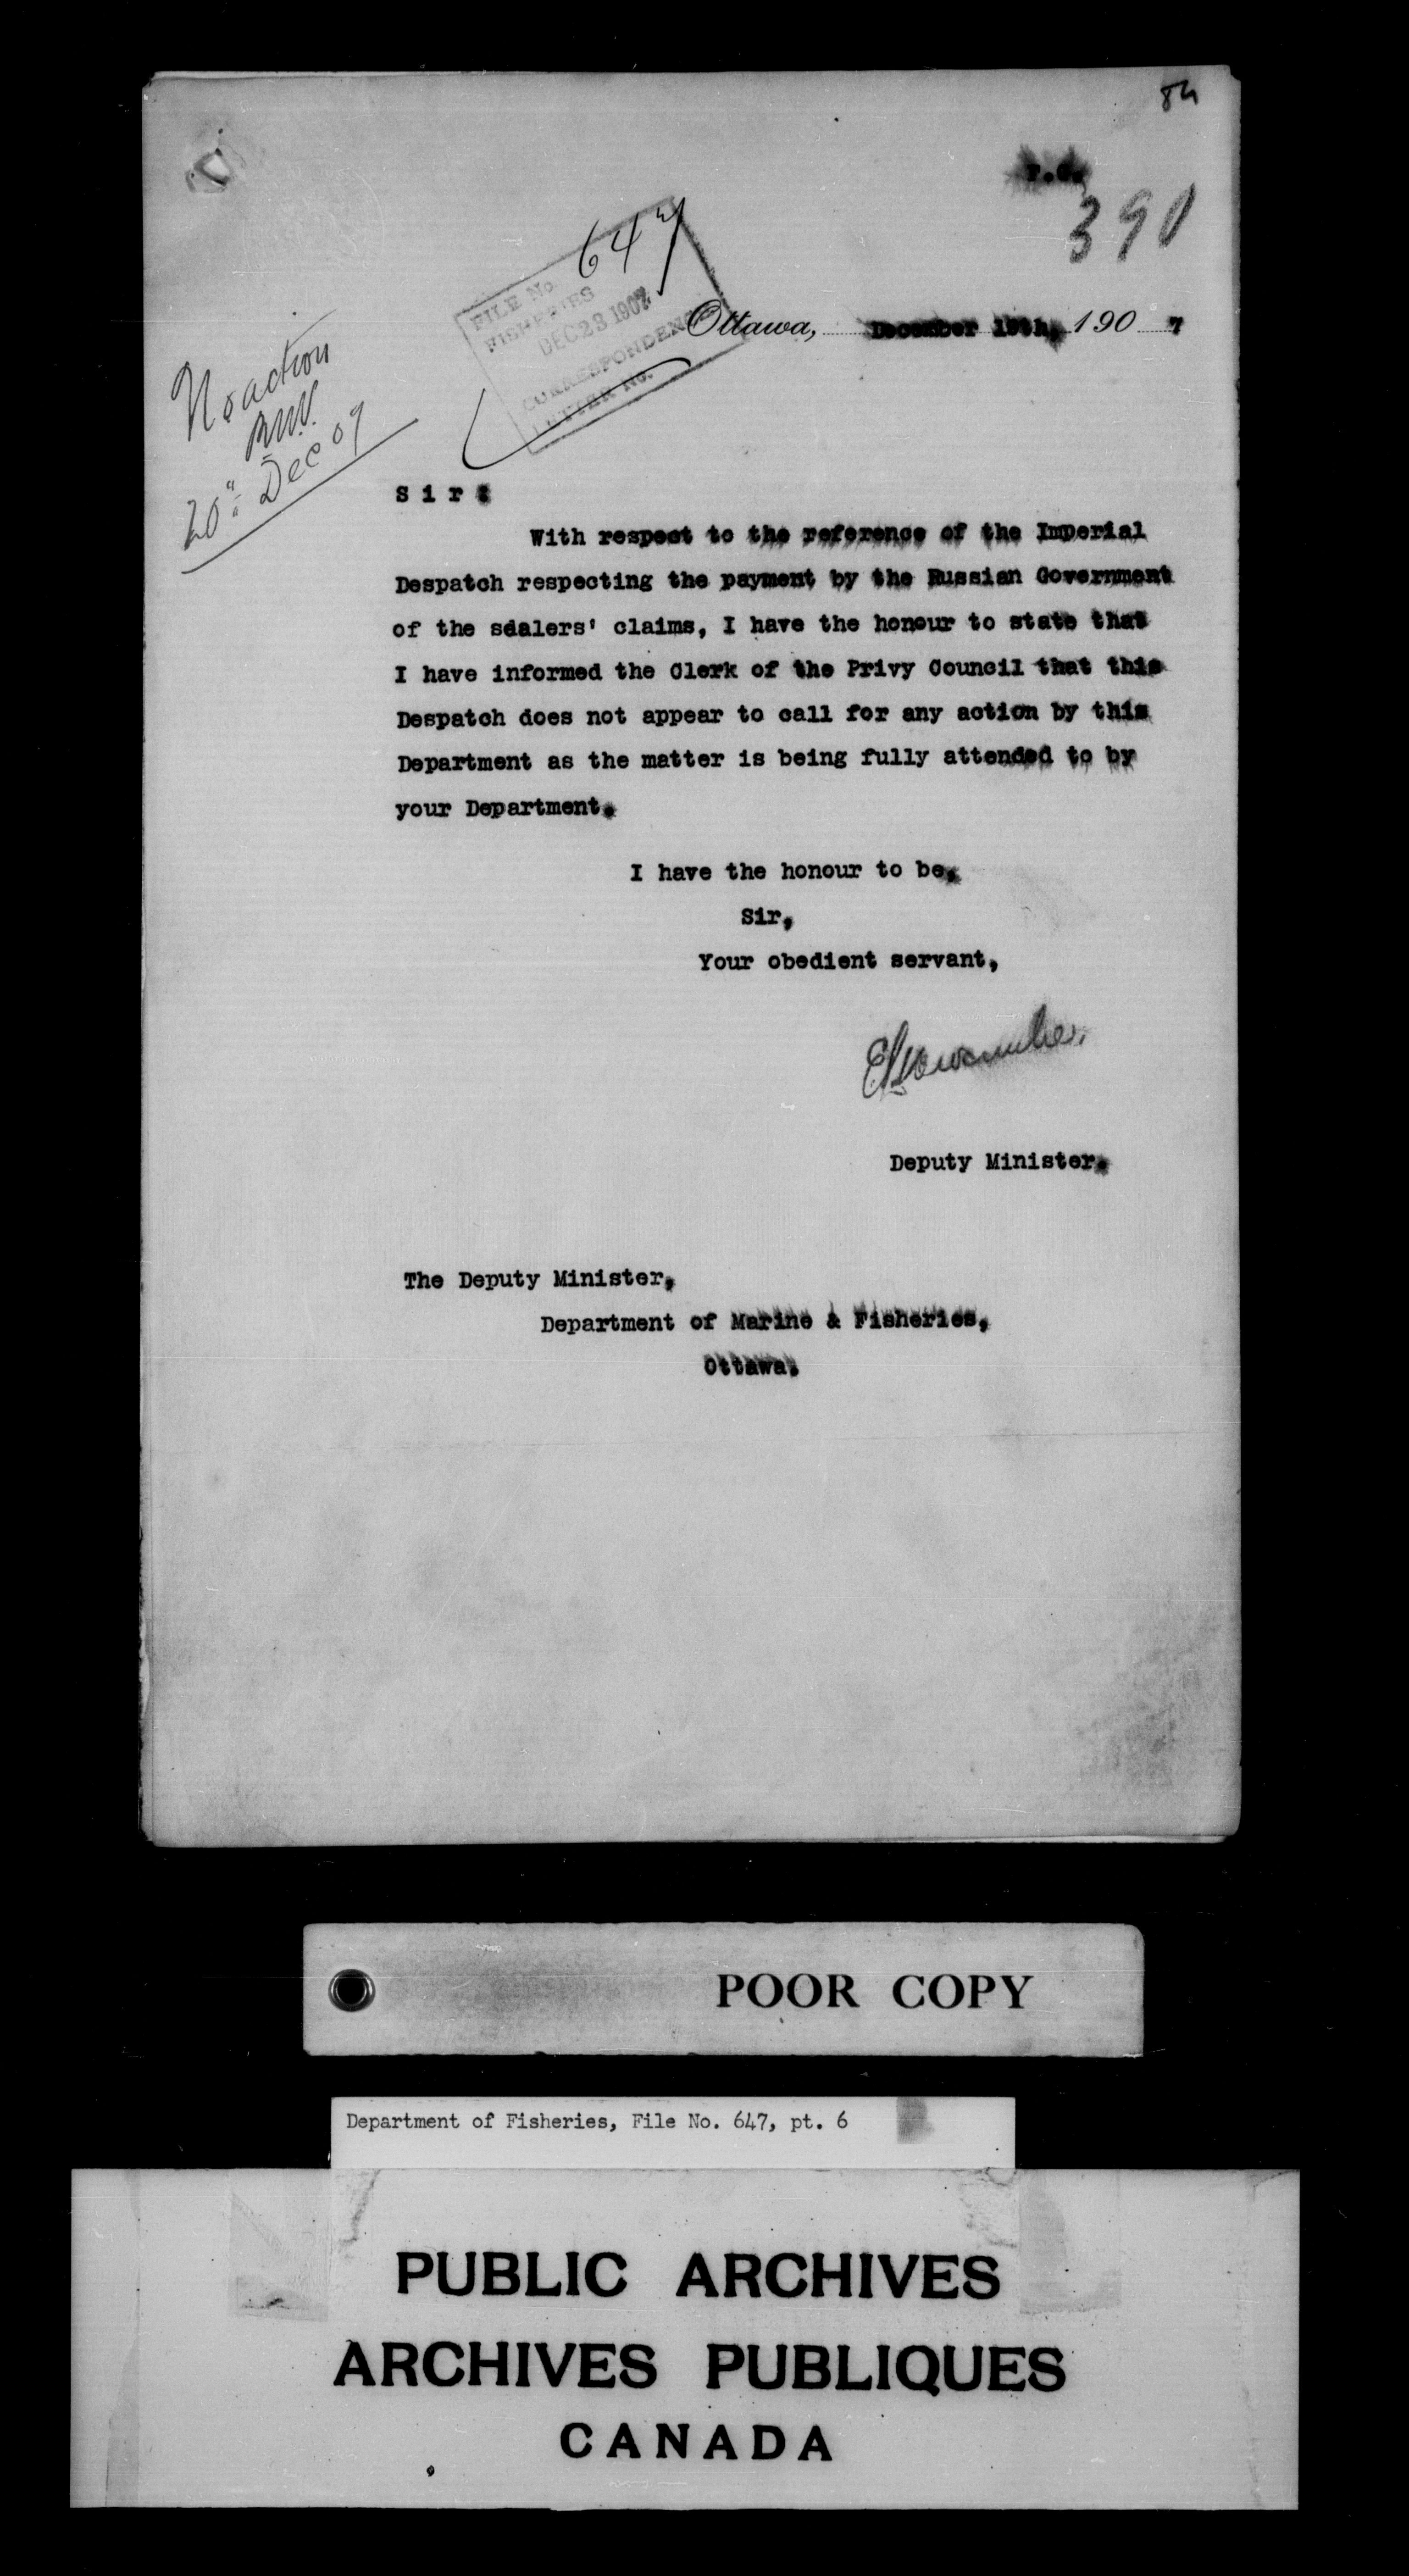 84
P.C.
390
647
FILE No.
FISHERIES
DEC 23 1907
CORRESPONDENCE
LETTER No.
Ottawa, December 1907
No action
20th Dec 07
Sir:
With respect to the reference of the Imperial
Despatch respecting the payment by the Russian Government
of the sealers' claims, I have the honour to state that
I have informed the Clerk of the Privy Council that this
Despatch does not appear to call for any action by this
Department as the matter is being fully attended to by
your Department.
I have the honour to be,
Sir,
Your obedient servant,
E L Newcombe.
Deputy Minister.
The Deputy Minister,
Department of Marine & Fisheries,
Ottawa.
POOR COPY
Department of Fisheries, File No. 647, pt. 6
PUBLIC ARCHIVES
ARCHIVES PUBLIQUES
CANADA